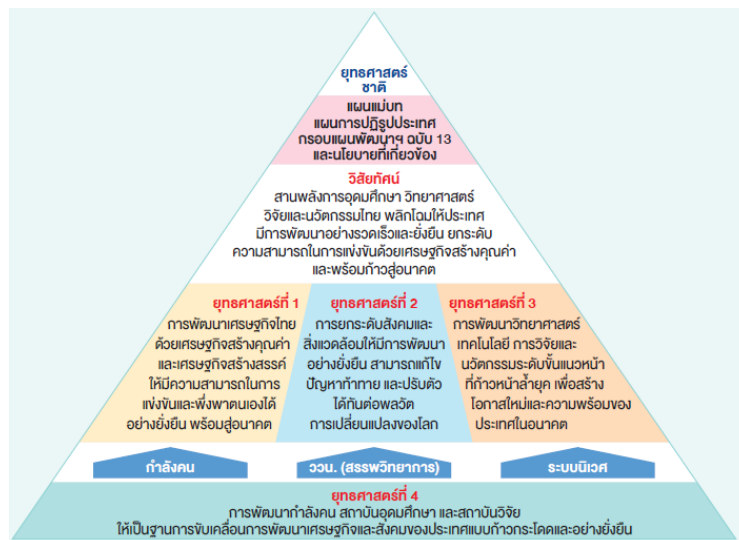 ยุทธศาสตร์
ชาติ
แผนแม่บท
แผนการปฏิรูปประเทศ
กรอบแผนพัฒนาฯ ฉบับ 13
และนโยบายที่เกี่ยวข้อง
วิสัยทัศน์
สานพลังการอุดมศึกษา วิทยาศาสตร์
วิจัยและนวัตกรรมไทย พลิกโฉมให้ประเทศ
มีการพัฒนาอย่างรวดเร็วและยั่งยืน ยกระดับ
ความสามารถในการแข่งขันด้วยเศรษฐกิจสร้างคุณค่า
และพร้อมก้าวสู่อนาคต
ยุทธศาสตร์ที่ 1
การพัฒนาเศรษฐกิจไทย
ด้วยเศรษฐกิจสร้างคุณค่า
และเศรษฐกิจสร้างสรรค์
ให้มีความสามารถในการ
แข่งขันและพึ่งพาตนเองได้
อย่างยั่งยืน พร้อมสู่อนาคต
ยุทธศาสตร์ที่ 2
การยกระดับสังคมและ
สิ่งแวดล้อมให้มีการพัฒนา
อย่างยั่งยืน สามารถแก้ไข
ปัญหาท้าทาย และปรับตัว
ได้ทันต่อพลวัต
การเปลี่ยนแปลงของโลก
ยุทธศาสตร์ที่ 3
การพัฒนาวิทยาศาสตร์
เทคโนโลยี การวิจัยและ
นวัตกรรมระดับขั้นแนวหน้า
ที่ก้าวหน้าล้ำยุค เพื่อสร้าง
โอกาสใหม่และความพร้อมของ
ประเทศในอนาคต
กำลังคน
ววน. (สรรพวิทยาการ)
ระบบนิเวศ
ยุทธศาสตร์ที่ 4
การพัฒนากำลังคน สถาบันอุดมศึกษา และสถาบันวิจัย
ให้เป็นฐานการขับเคลื่อนการพัฒนาเศรษฐกิจและสังคมของประเทศแบบก้าวกระโดดและอย่างยั่งยืน